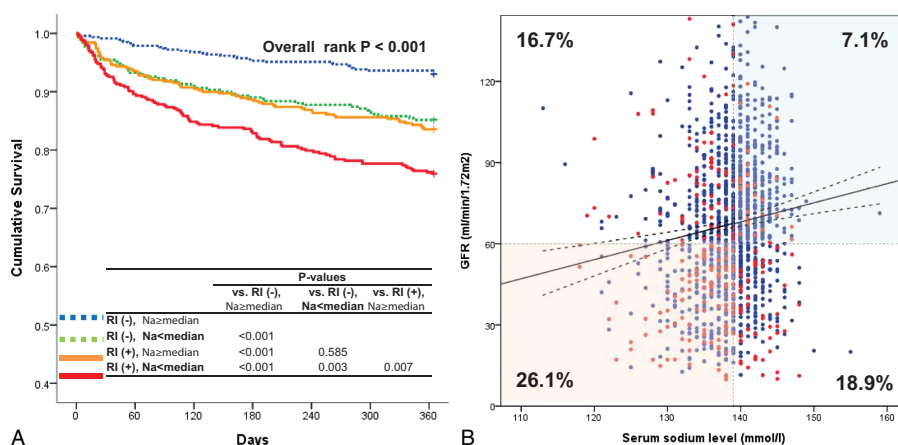 1.0
0.9
0.8
0.7
0.6
0.5
0.4
Cumulative Survival
Overall rank P < 0.001
P-values
vs. RI (-), vs. RI (-), vs. RI (+),
Na≥median Na<median Na≥median
RI (-), Na≥median
RI (-), Na<median <0.001
RI (+), Na≥median <0.001 0.585
RI (+), Na<median <0.001 0.003 0.007
0 60 120 180 240 300 360
Days
A
16.7% 7.1%
120
90
60
30
0
GFR (ml/min/1.72m2)
26.1% 18.9%
110 120 130 140 150 160
Serum sodium level (mmol/l)
B